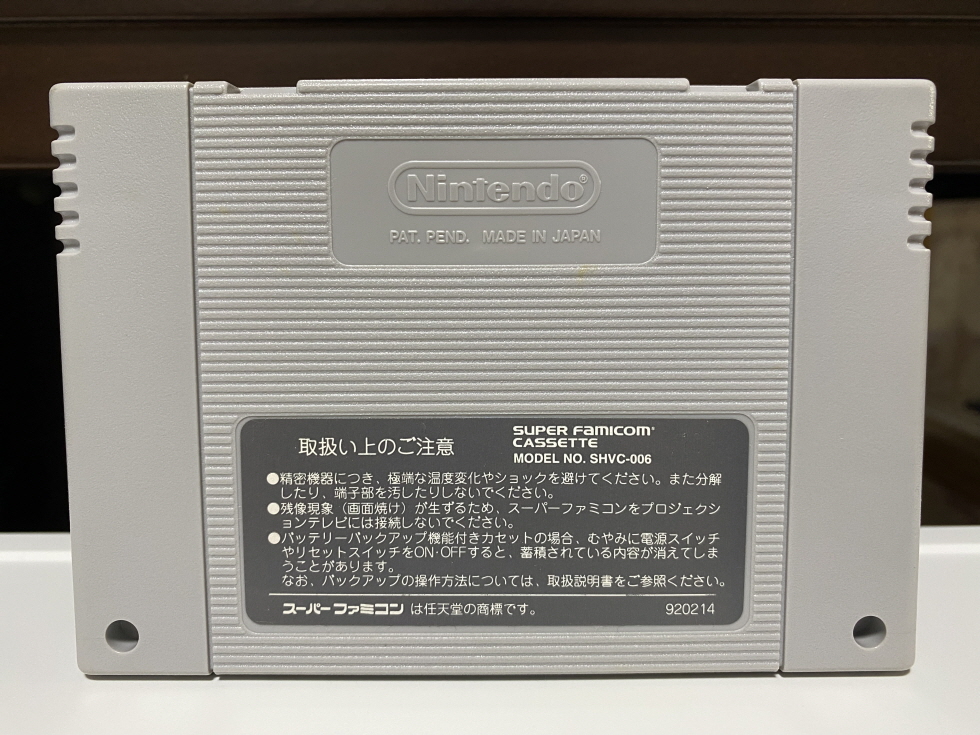 Nintendo®
PAT. PEND. MADE IN JAPAN
取扱い上のご注意
SUPER FAMICOM®
CASSETTE
MODEL NO. SHVC-006
●精密機器につき、極端な温度変化やショックを避けてください。また分解
したり、端子部を汚したりしないでください。
●残像現象（画面焼け）が生ずるため、スーパーファミコンをプロジェクシ
ョンテレビには接続しないでください。
●バッテリーバックアップ機能付きカセットの場合、むやみに電源スイッチ
やリセットスイッチをON・OFFすると、蓄積されている内容が消えてしま
うことがあります。
なお、バックアップの操作方法については、取扱説明書をご参照ください。
スーパーファミコン は任天堂の商標です。
920214